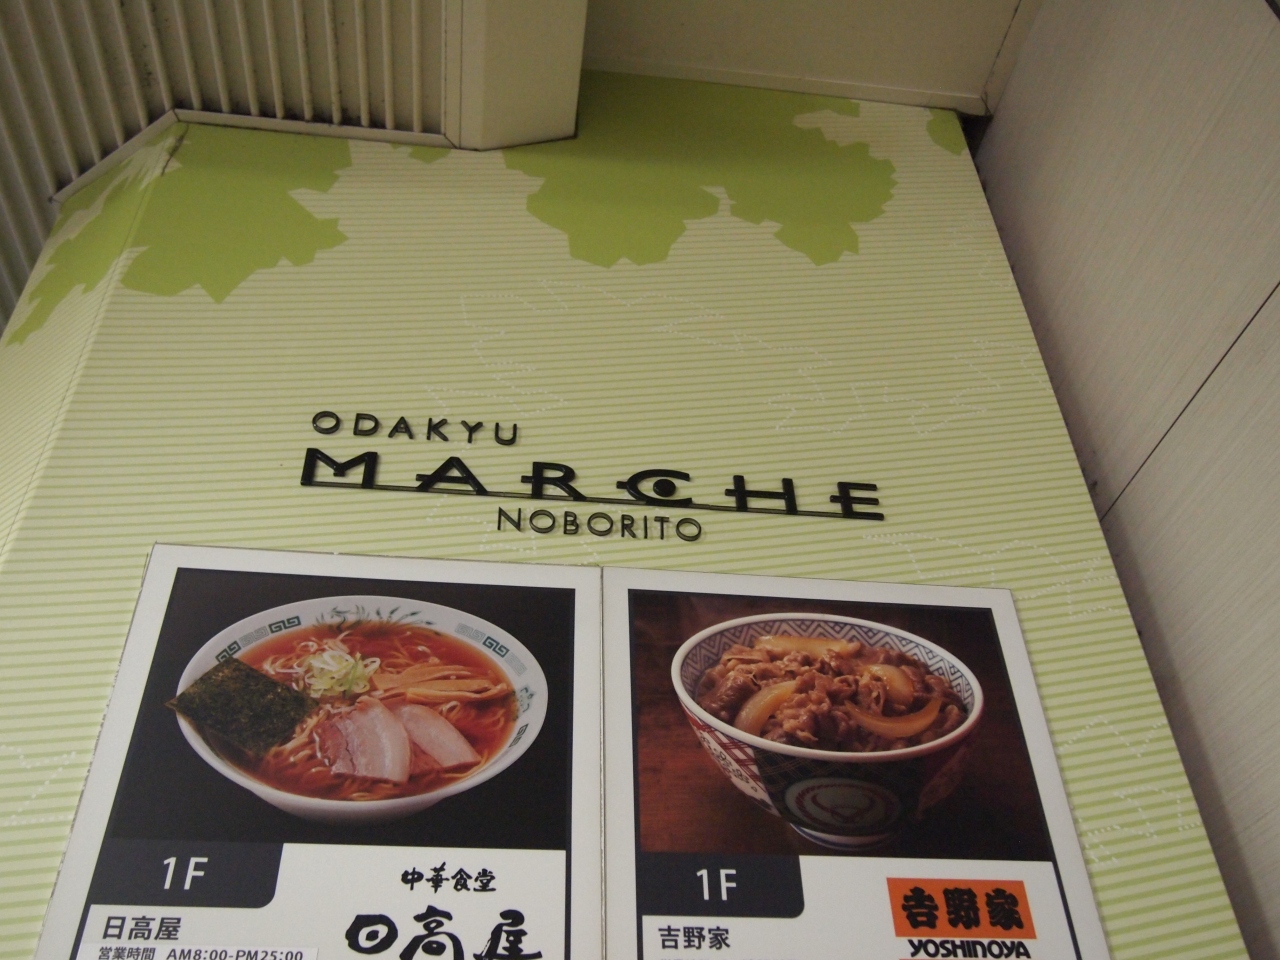 ODAKYU
MARCHE
NOBORITO
1F
中華食堂
日高屋
日高屋
営業時間 AM8:00-PM25:00
1F
吉野家
YOSHINOYA
吉野家